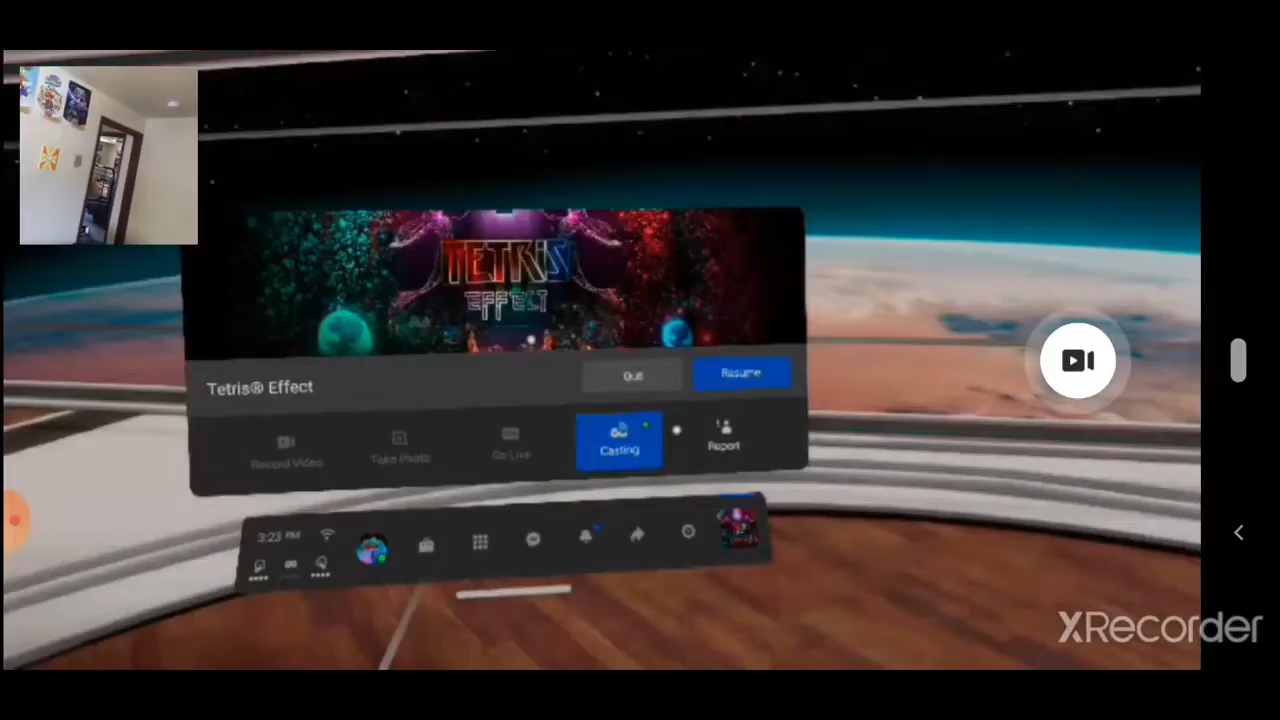 TETRIS
EFFECT
Tetris® Effect
Quit
Resume
Record Video
Take Photo
Go Live
Casting
Report
3:23 PM
XRecorder